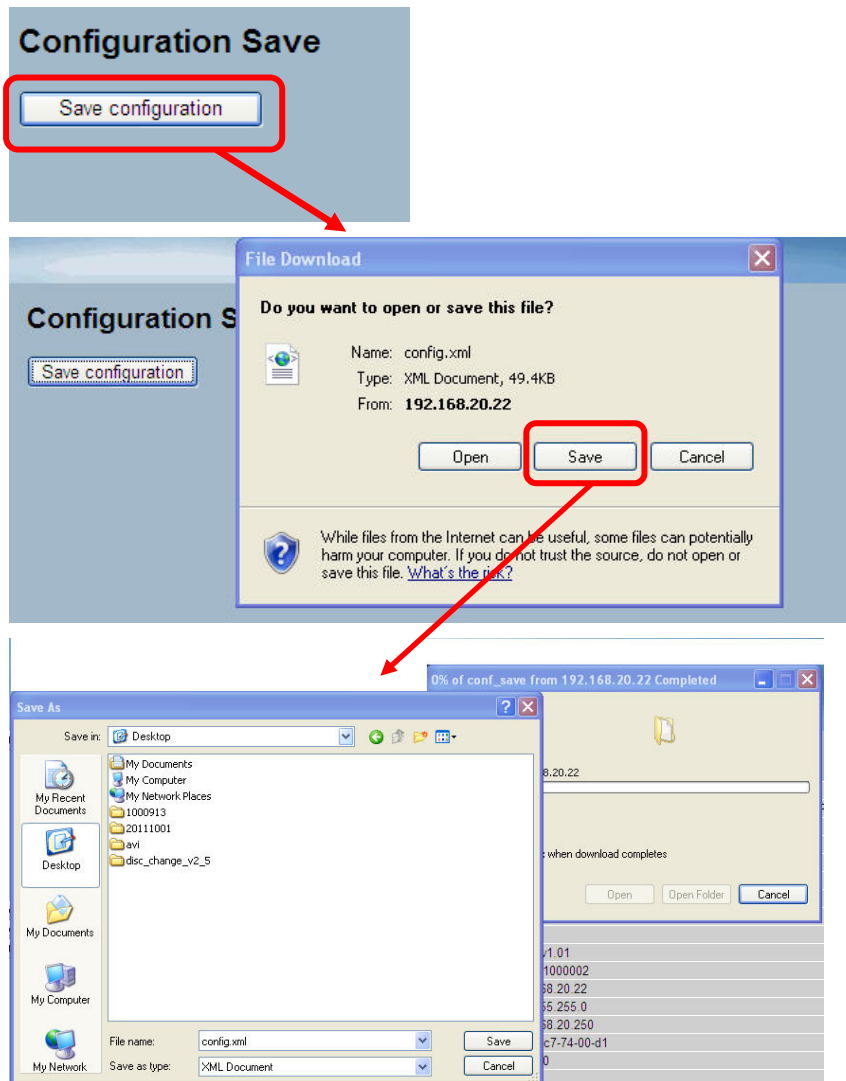 Configuration Save
Save configuration
File Download
Configuration S
Save configuration
Do you want to open or save this file?
Name: config.xml
Type: XML Document, 49.4KB
From: 192.168.20.22
Open Save Cancel
While files from the Internet can be useful, some files can potentially
harm your computer. If you do not trust the source, do not open or
save this file. What's the risk?
0% of conf_save from 192.168.20.22 Completed
Save As
Save in: Desktop
My Recent
Documents
Desktop
My Documents
My Computer
My Network
My Documents
My Computer
My Network Places
1000913
20111001
avi
disc_change_v2_5
File name: config.xml Save
Save as type: XML Document Cancel
8.20.22
when download completes
Open Open Folder Cancel
v1.01
1000002
68.20.22
55.255.0
68.20.250
c7-74-00-d1
0